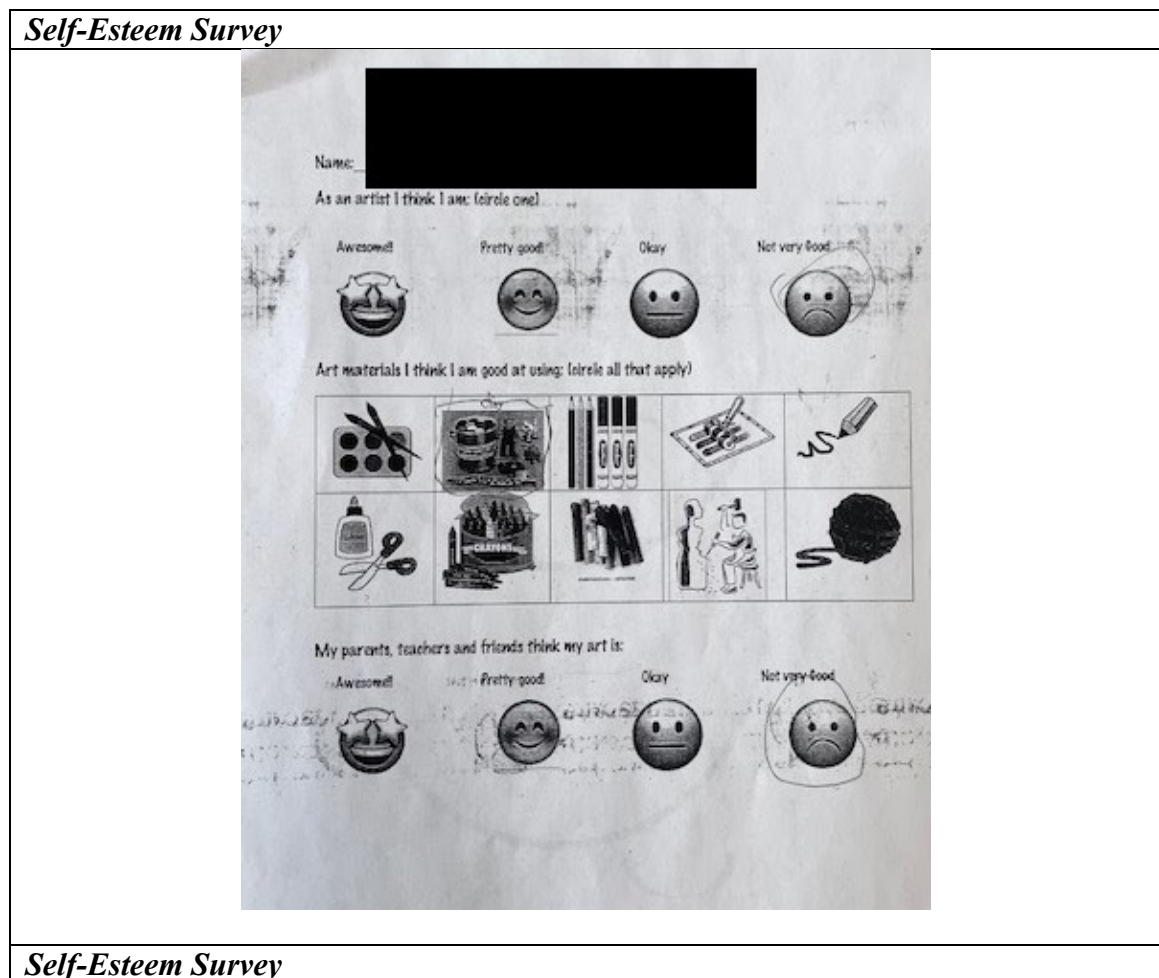 Self-Esteem Survey
Name:
As an artist I think I am: (circle one)
Awesome!! Pretty good! Okay Not very Good
Art materials I think I am good at using: (circle all that apply)
Clay
CRAYONS
My parents, teachers and friends think my art is:
Awesome!! Pretty good! Okay Not very Good
Self-Esteem Survey